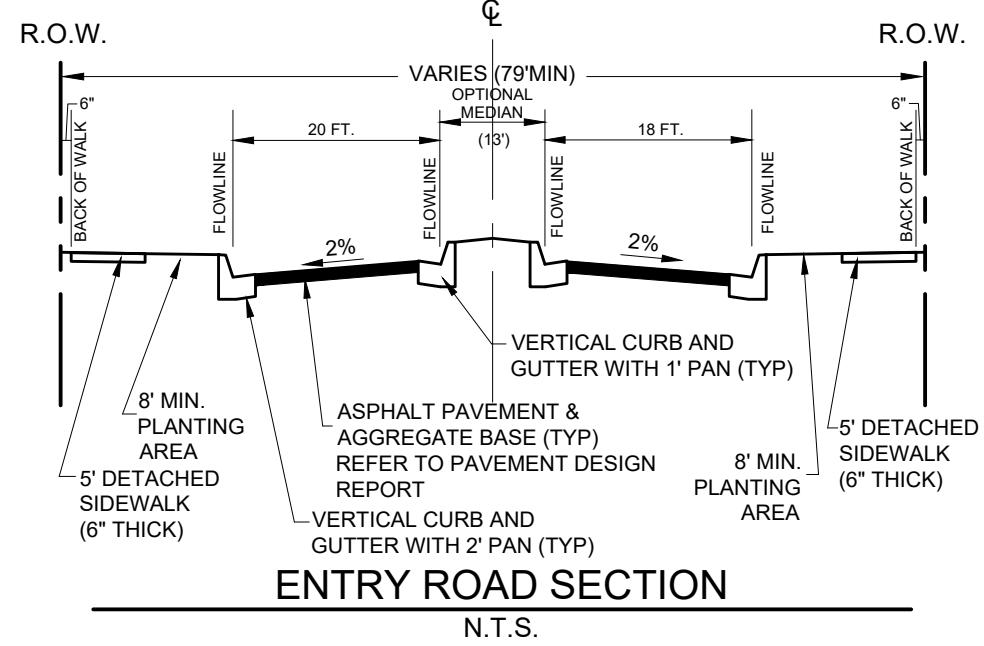 ℄
R.O.W.
R.O.W.
VARIES (79'MIN)
OPTIONAL
MEDIAN
(13')
6"
6"
20 FT.
18 FT.
BACK OF WALK
FLOWLINE
FLOWLINE
FLOWLINE
FLOWLINE
BACK OF WALK
2%
2%
VERTICAL CURB AND
GUTTER WITH 1' PAN (TYP)
8' MIN.
PLANTING
AREA
ASPHALT PAVEMENT &
AGGREGATE BASE (TYP)
REFER TO PAVEMENT DESIGN
REPORT
5' DETACHED
SIDEWALK
(6" THICK)
8' MIN.
PLANTING
AREA
5' DETACHED
SIDEWALK
(6" THICK)
VERTICAL CURB AND
GUTTER WITH 2' PAN (TYP)
ENTRY ROAD SECTION
N.T.S.